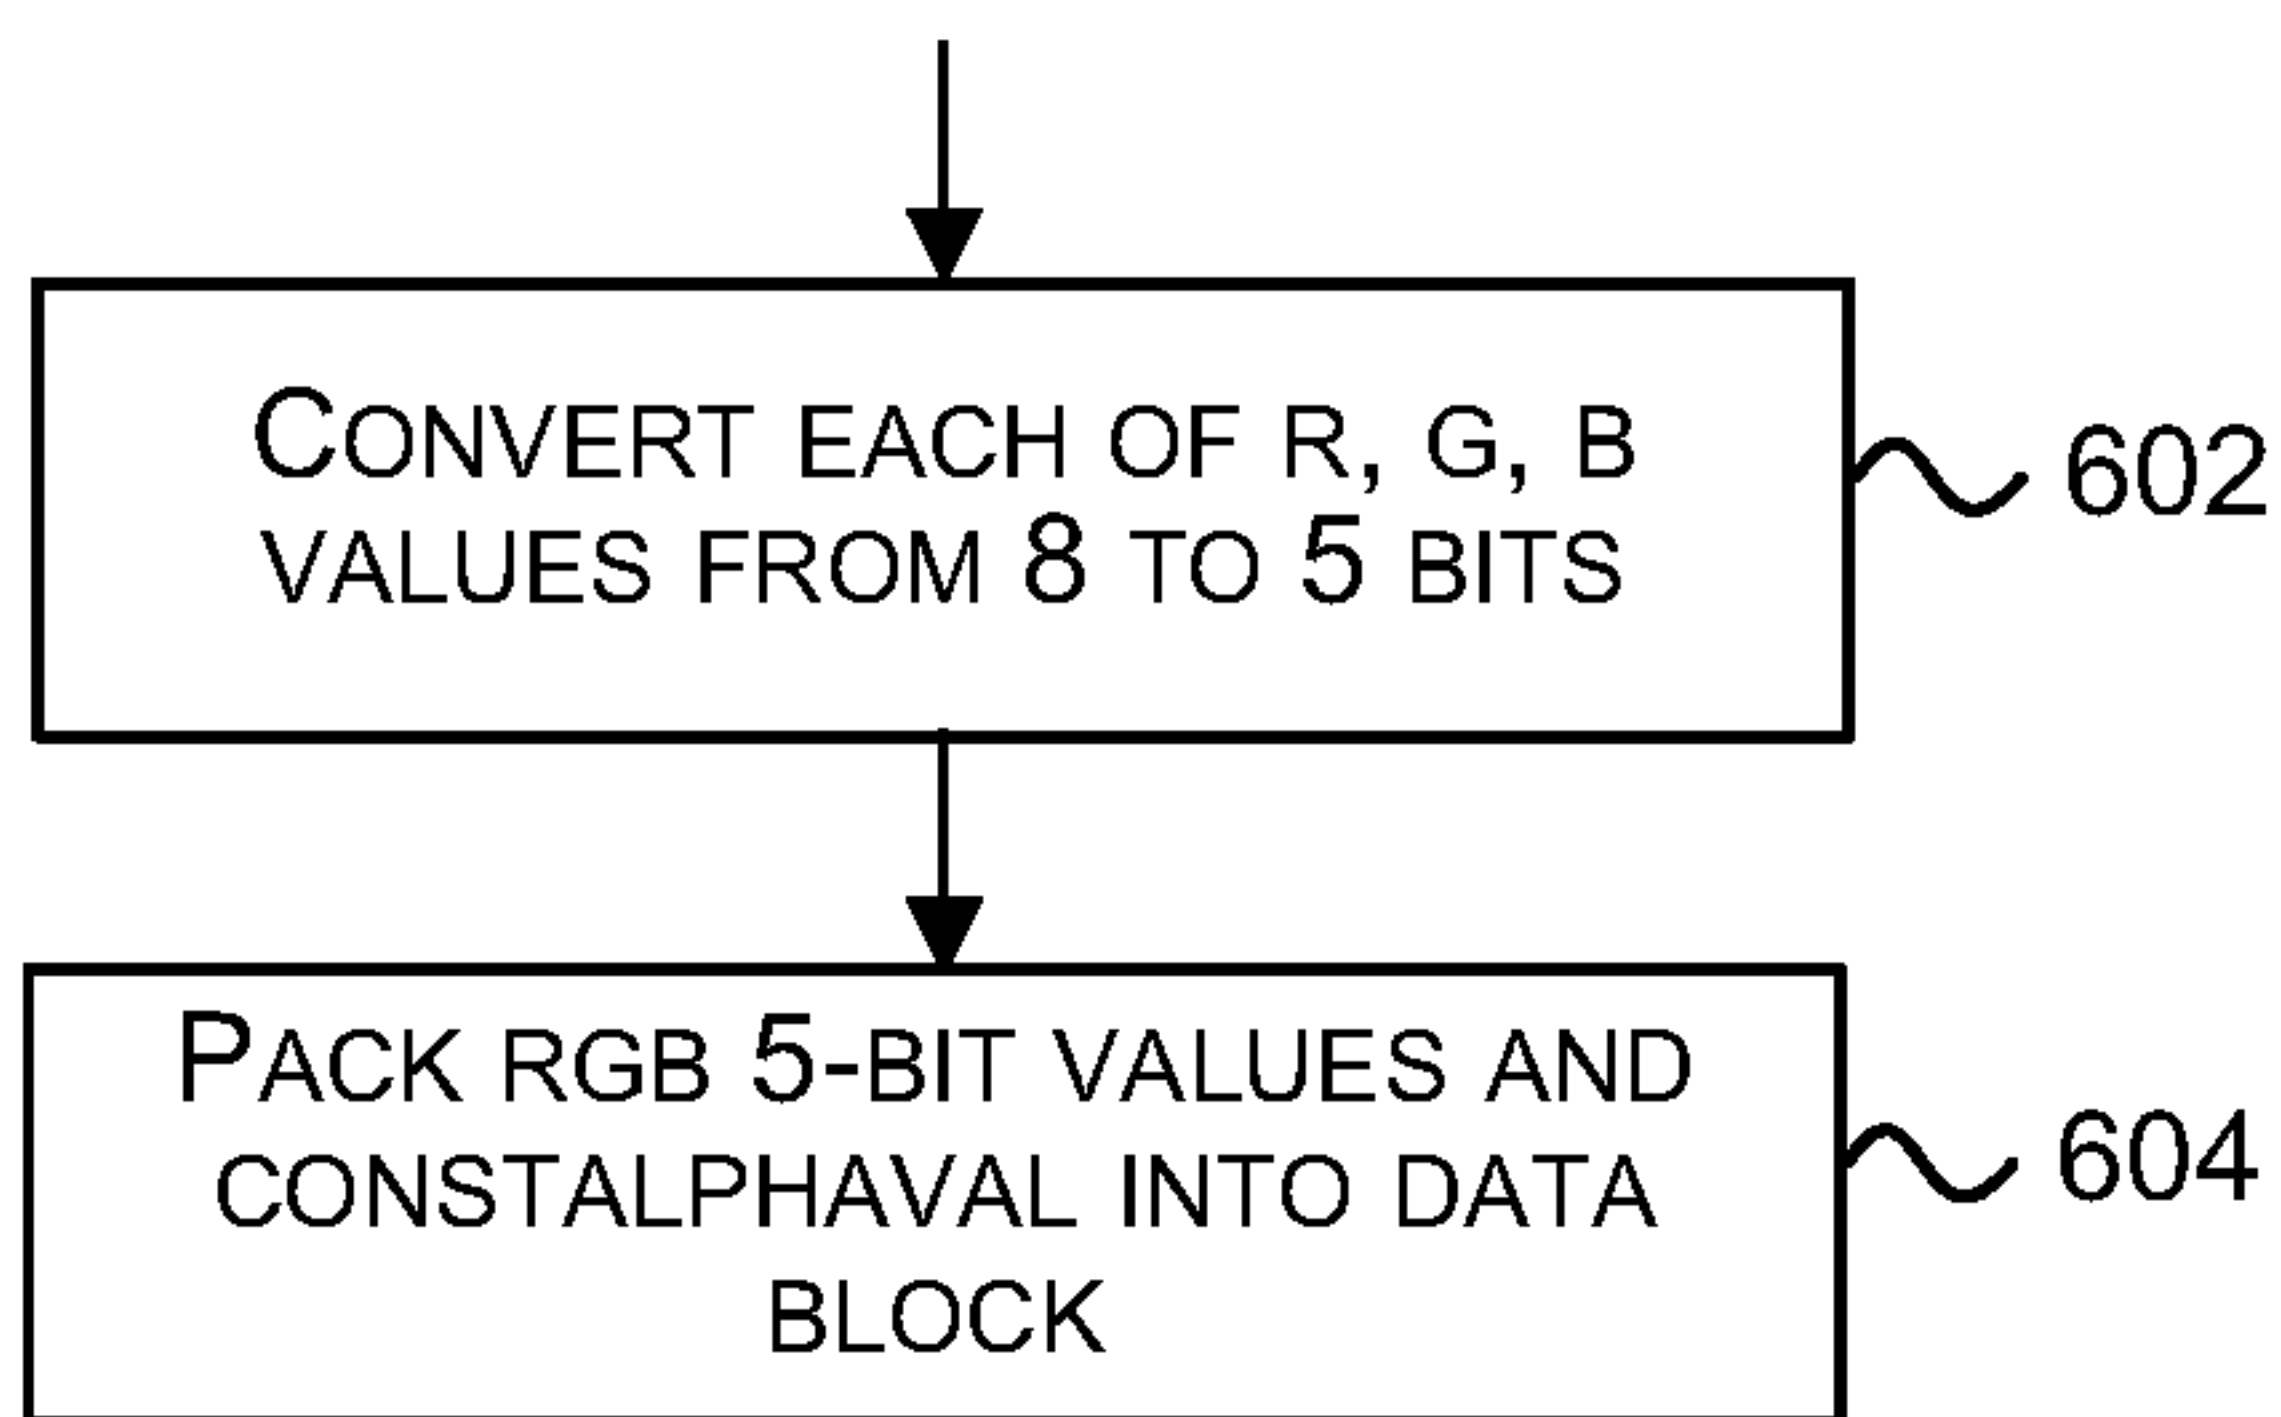 CONVERT EACH OF R, G, B
VALUES FROM 8 TO 5 BITS
602
PACK RGB 5-BIT VALUES AND
CONSTALPHAVAL INTO DATA
BLOCK
604